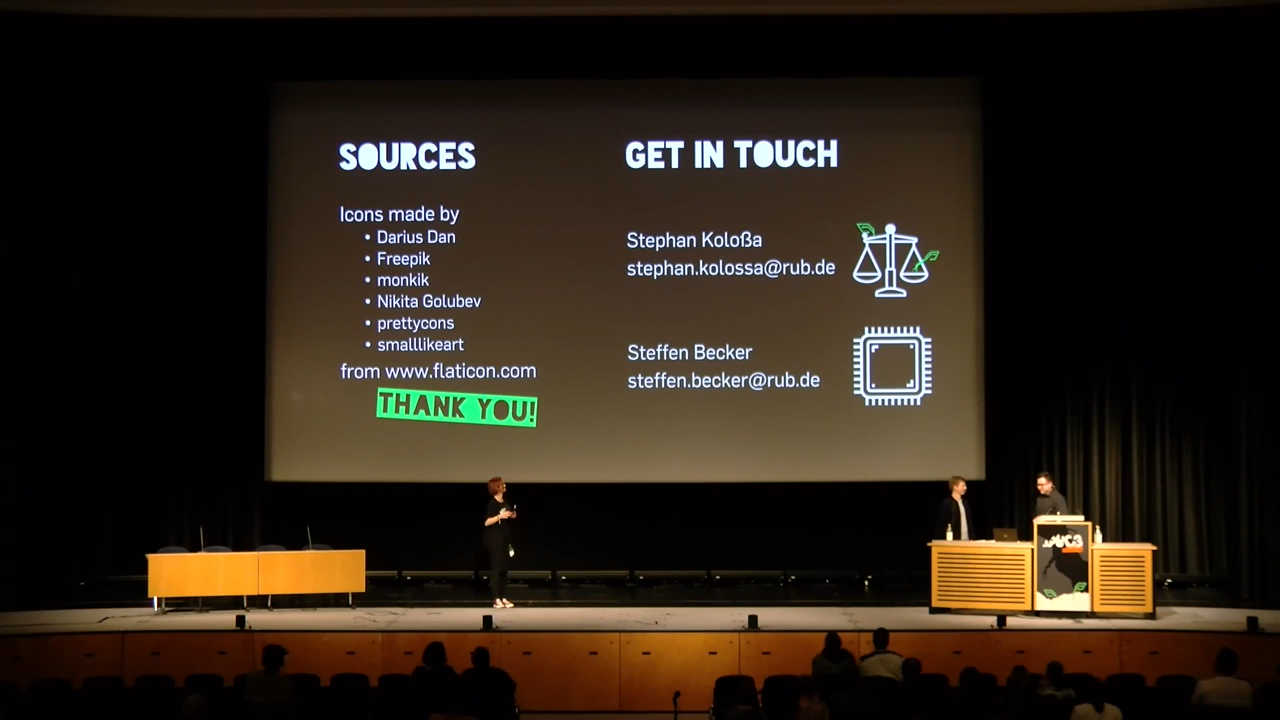 SOURCES
Icons made by
• Darius Dan
• Freepik
• monkik
• Nikita Golubev
• prettycons
• smalllikeart
from www.flaticon.com
THANK YOU!
GET IN TOUCH
Stephan Koloßa
stephan.kolossa@rub.de
Steffen Becker
steffen.becker@rub.de